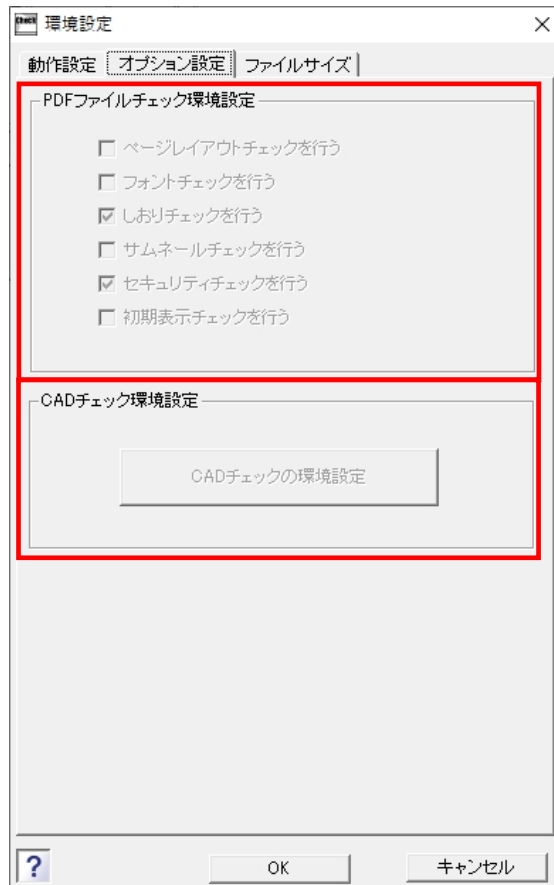 Check 環境設定
動作設定 オプション設定 ファイルサイズ
PDFファイルチェック環境設定
ページレイアウトチェックを行う
フォントチェックを行う
しおりチェックを行う
サムネールチェックを行う
セキュリティチェックを行う
初期表示チェックを行う
CADチェック環境設定
CADチェックの環境設定
? OK キャンセル